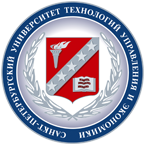 САНКТ-ПЕТЕРБУРГСКИЙ УНИВЕРСИТЕТ ТЕХНОЛОГИЙ УПРАВЛЕНИЯ И ЭКОНОМИКИ